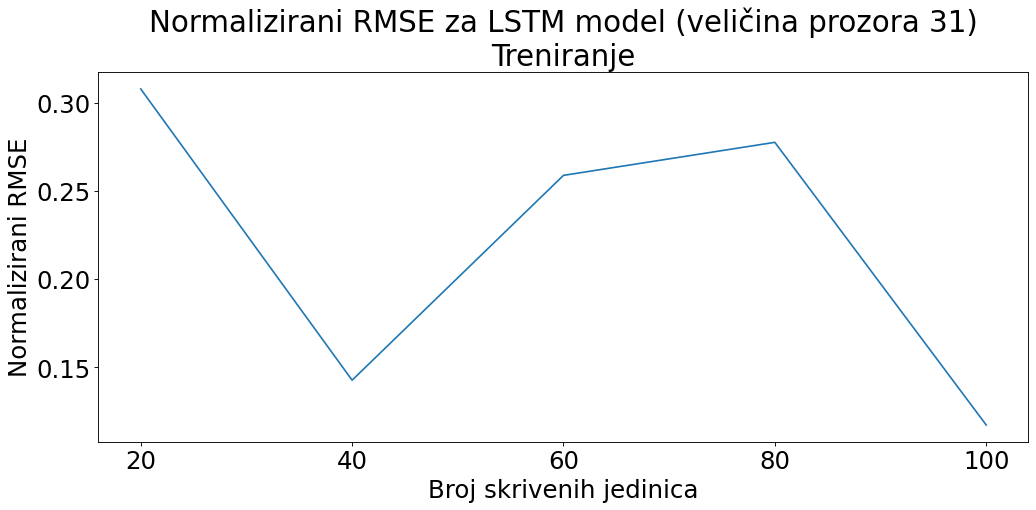 Normalizirani RMSE za LSTM model (veličina prozora 31)
Treniranje
Normalizirani RMSE
0.30
0.25
0.20
0.15
20 40 60 80 100
Broj skrivenih jedinica